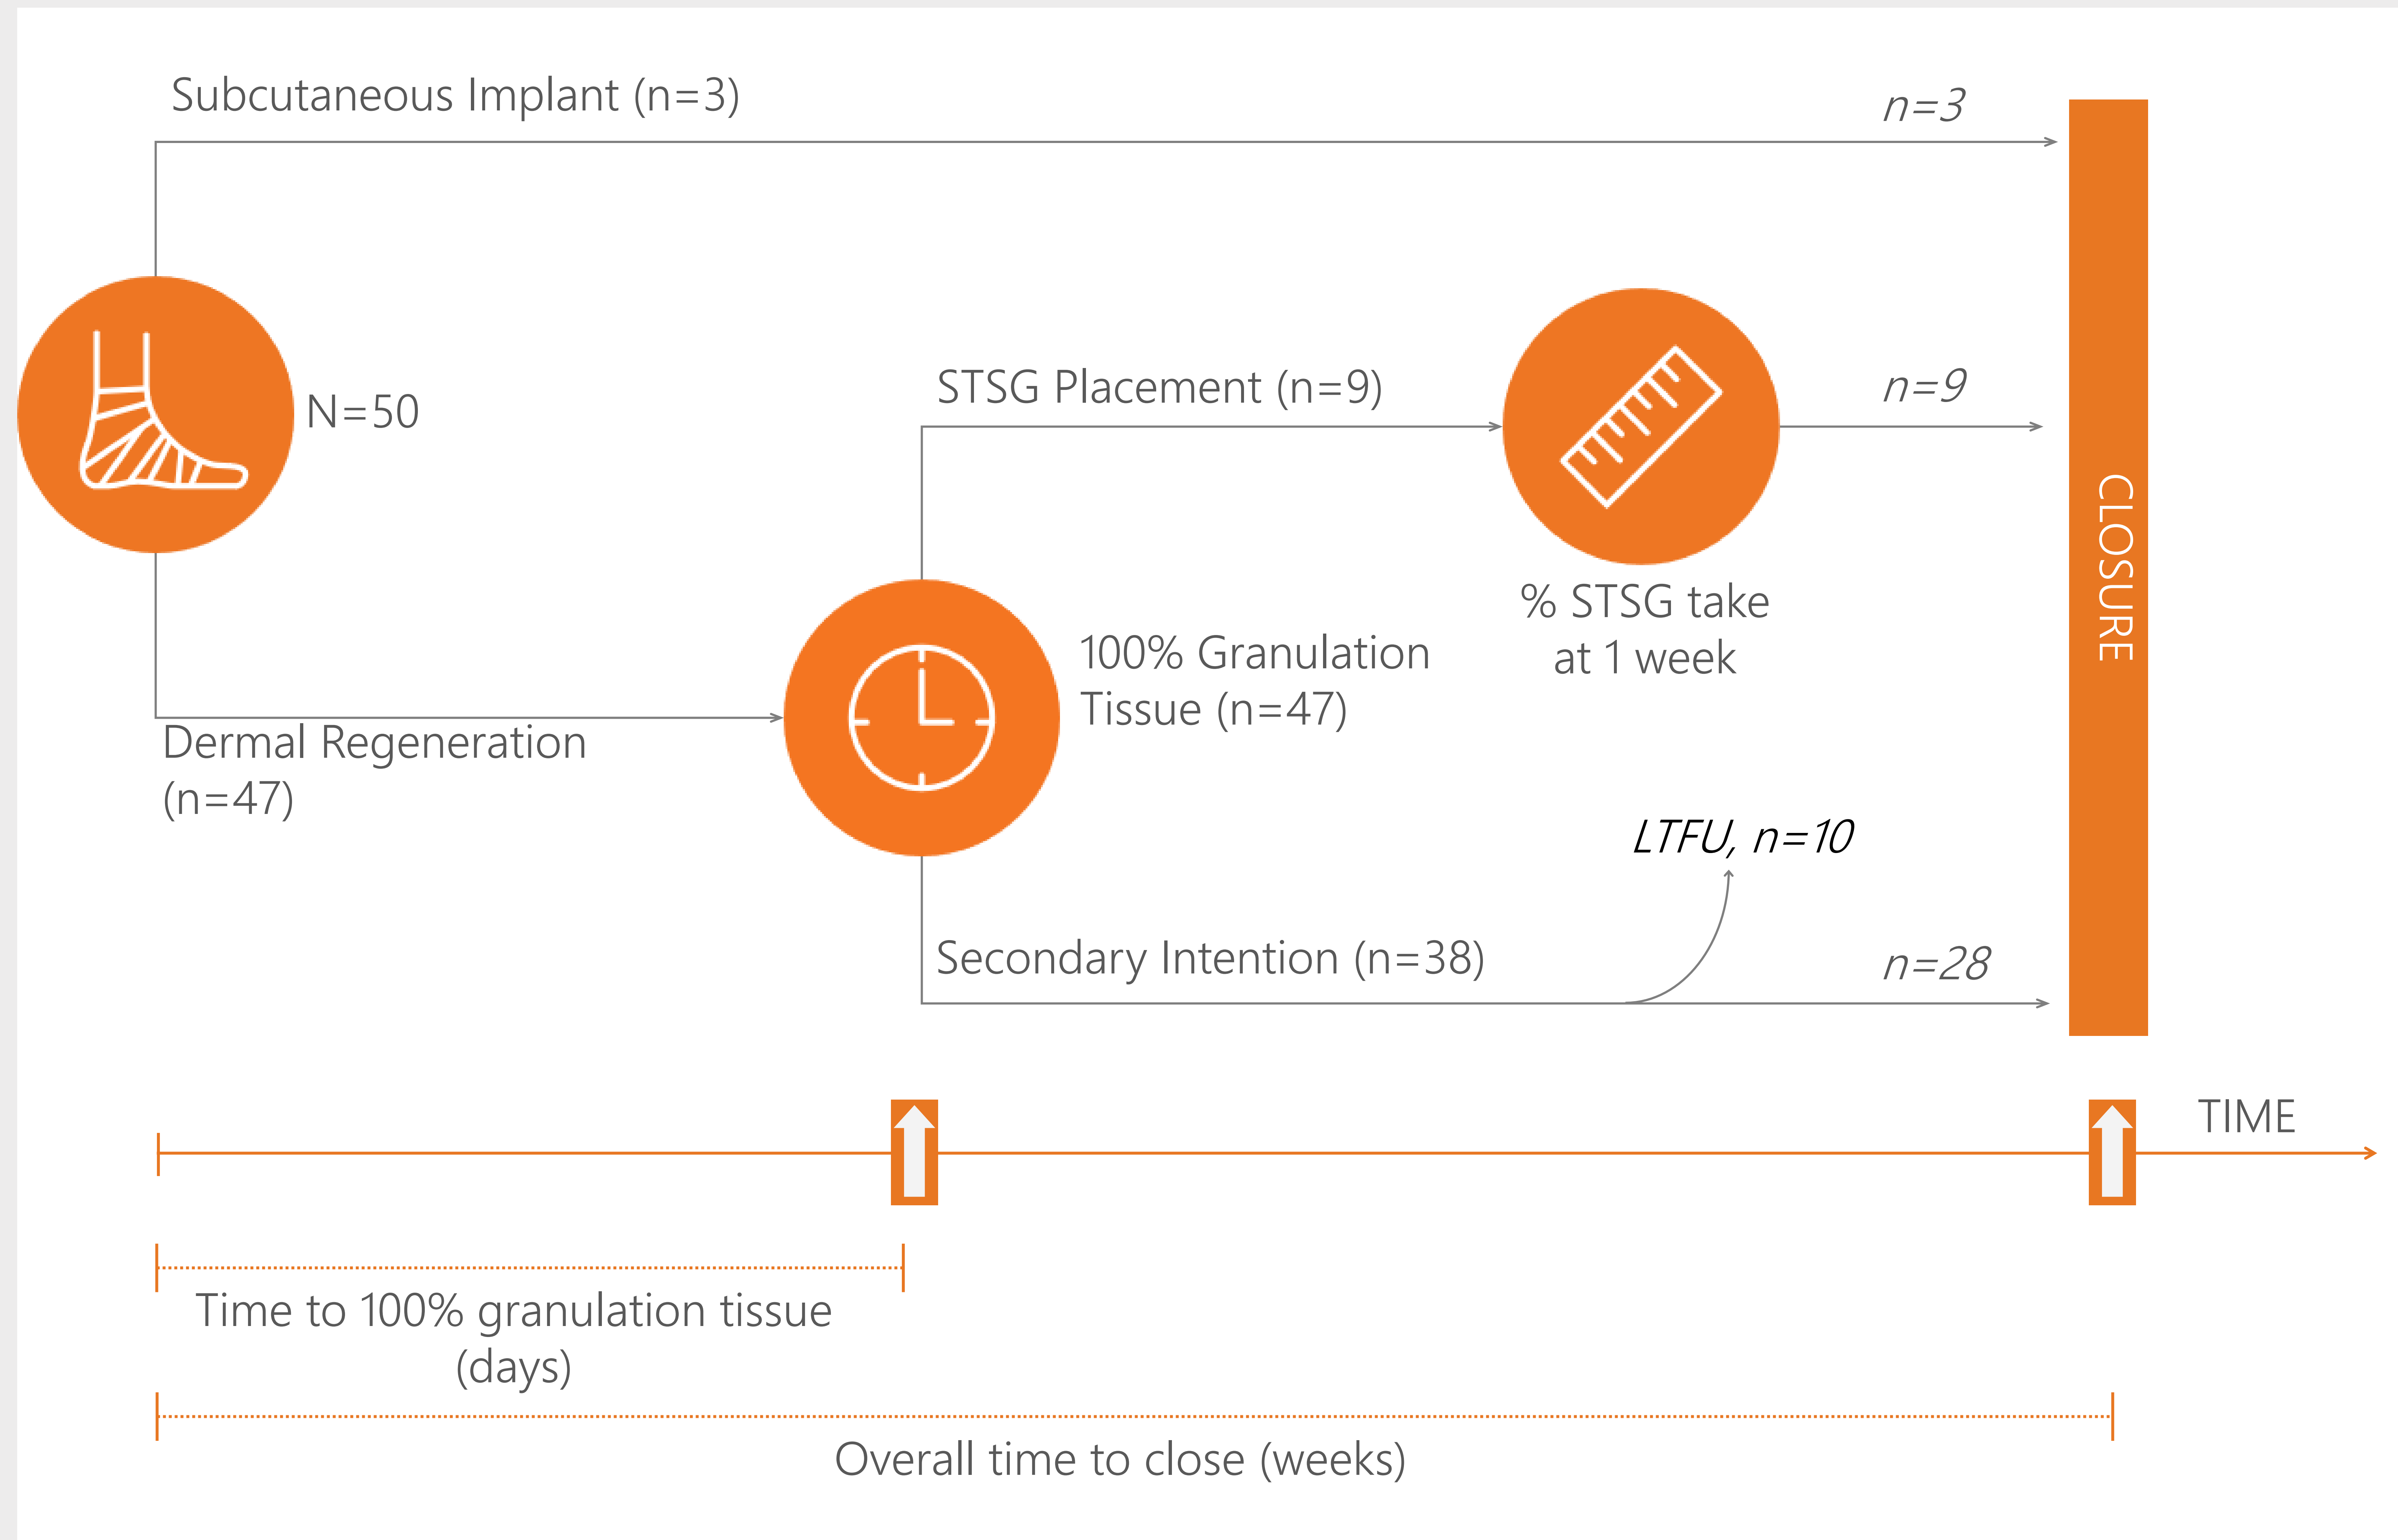 Subcutaneous Implant (n=3)
n=3
N=50
STSG Placement (n=9)
n=9
% STSG take
at 1 week
CLOSURE
100% Granulation
Tissue (n=47)
Dermal Regeneration
(n=47)
LTFU, n=10
Secondary Intention (n=38)
n=28
TIME
Time to 100% granulation tissue
(days)
Overall time to close (weeks)